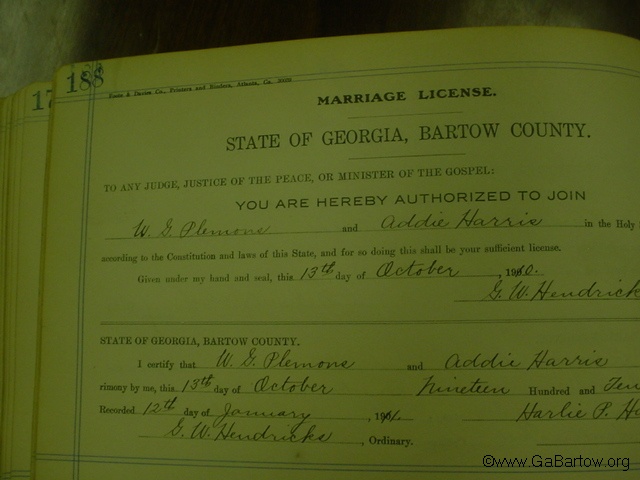 188
17
Foote & Davies Co., Printers and Binders, Atlanta, Ga.
MARRIAGE LICENSE.
STATE OF GEORGIA, BARTOW COUNTY.
TO ANY JUDGE, JUSTICE OF THE PEACE, OR MINISTER OF THE GOSPEL:
YOU ARE HEREBY AUTHORIZED TO JOIN
W. G. Plemons and Addie Harris in the Holy
according to the Constitution and laws of this State, and for so doing this shall be your sufficient license.
Given under my hand and seal, this 13th day of October , 1910.
G. W. Hendrick
STATE OF GEORGIA, BARTOW COUNTY.
I certify that W. G. Plemons and Addie Harris
rimony by me, this 13th day of October Nineteen Hundred and Ten
Recorded 12th day of January , 1911. Harlie P. H
G. W. Hendricks , Ordinary.
©www.GaBartow.org